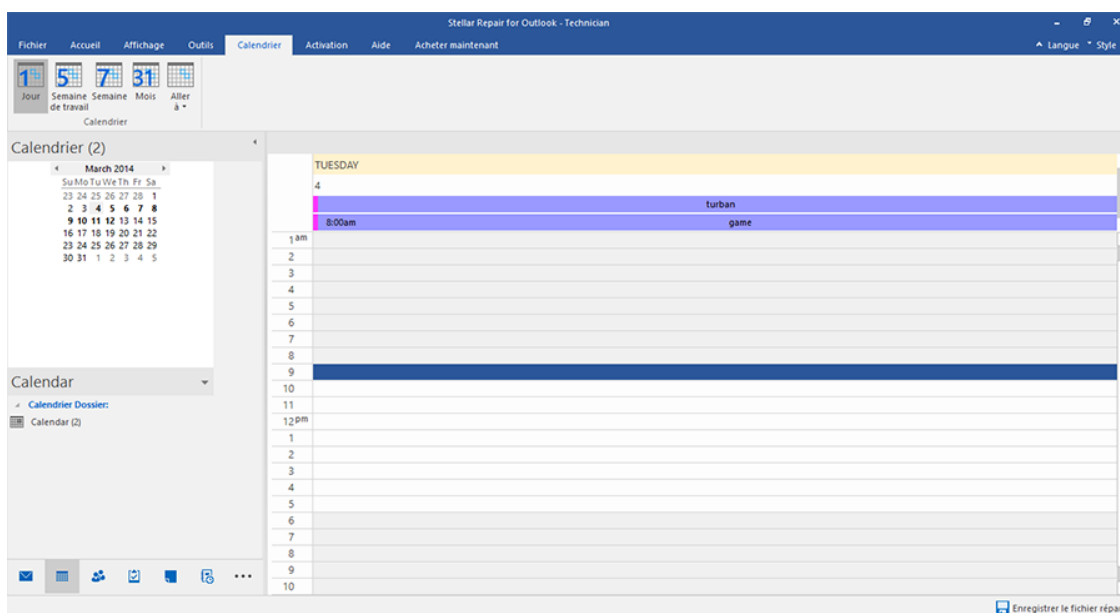 Stellar Repair for Outlook - Technician
Fichier Accueil Affichage Outils Calendrier Activation Aide Acheter maintenant Langue Style
1 5 7 31
Jour Semaine de travail Semaine Mois Aller à
Calendrier
Calendrier (2)
March 2014
Su Mo Tu We Th Fr Sa
23 24 25 26 27 28 1
2 3 4 5 6 7 8
9 10 11 12 13 14 15
16 17 18 19 20 21 22
23 24 25 26 27 28 29
30 31 1 2 3 4 5
Calendar
Calendrier Dossier:
Calendar (2)
TUESDAY
4
turban
8:00am game
1 am
2
3
4
5
6
7
8
9
10
11
12 pm
1
2
3
4
5
6
7
8
9
10
Enregistrer le fichier